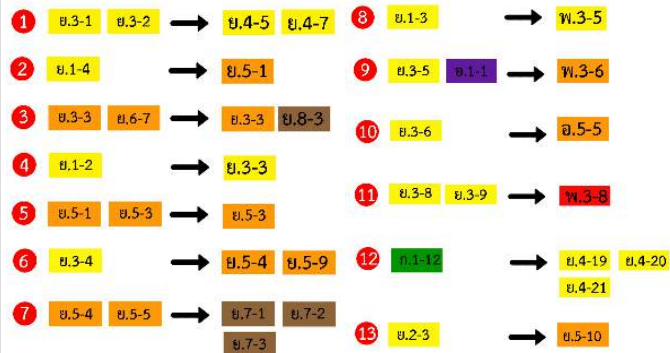 1 ย.3-1 ย.3-2 → ย.4-5 ย.4-7
2 ย.1-4 → ย.5-1
3 ย.3-3 ย.6-7 → ย.3-3 ย.8-3
4 ย.1-2 → ย.3-3
5 ย.5-1 ย.5-3 → ย.5-3
6 ย.3-4 → ย.5-4 ย.5-9
7 ย.5-4 ย.5-5 → ย.7-1 ย.7-2
ย.7-3
8 ย.1-3 → พ.3-5
9 ย.3-5 อ.1-1 → พ.3-6
10 ย.3-6 → อ.5-5
11 ย.3-8 ย.3-9 → พ.3-8
12 ก.1-12 → ย.4-19 ย.4-20
ย.4-21
13 ย.2-3 → ย.5-10